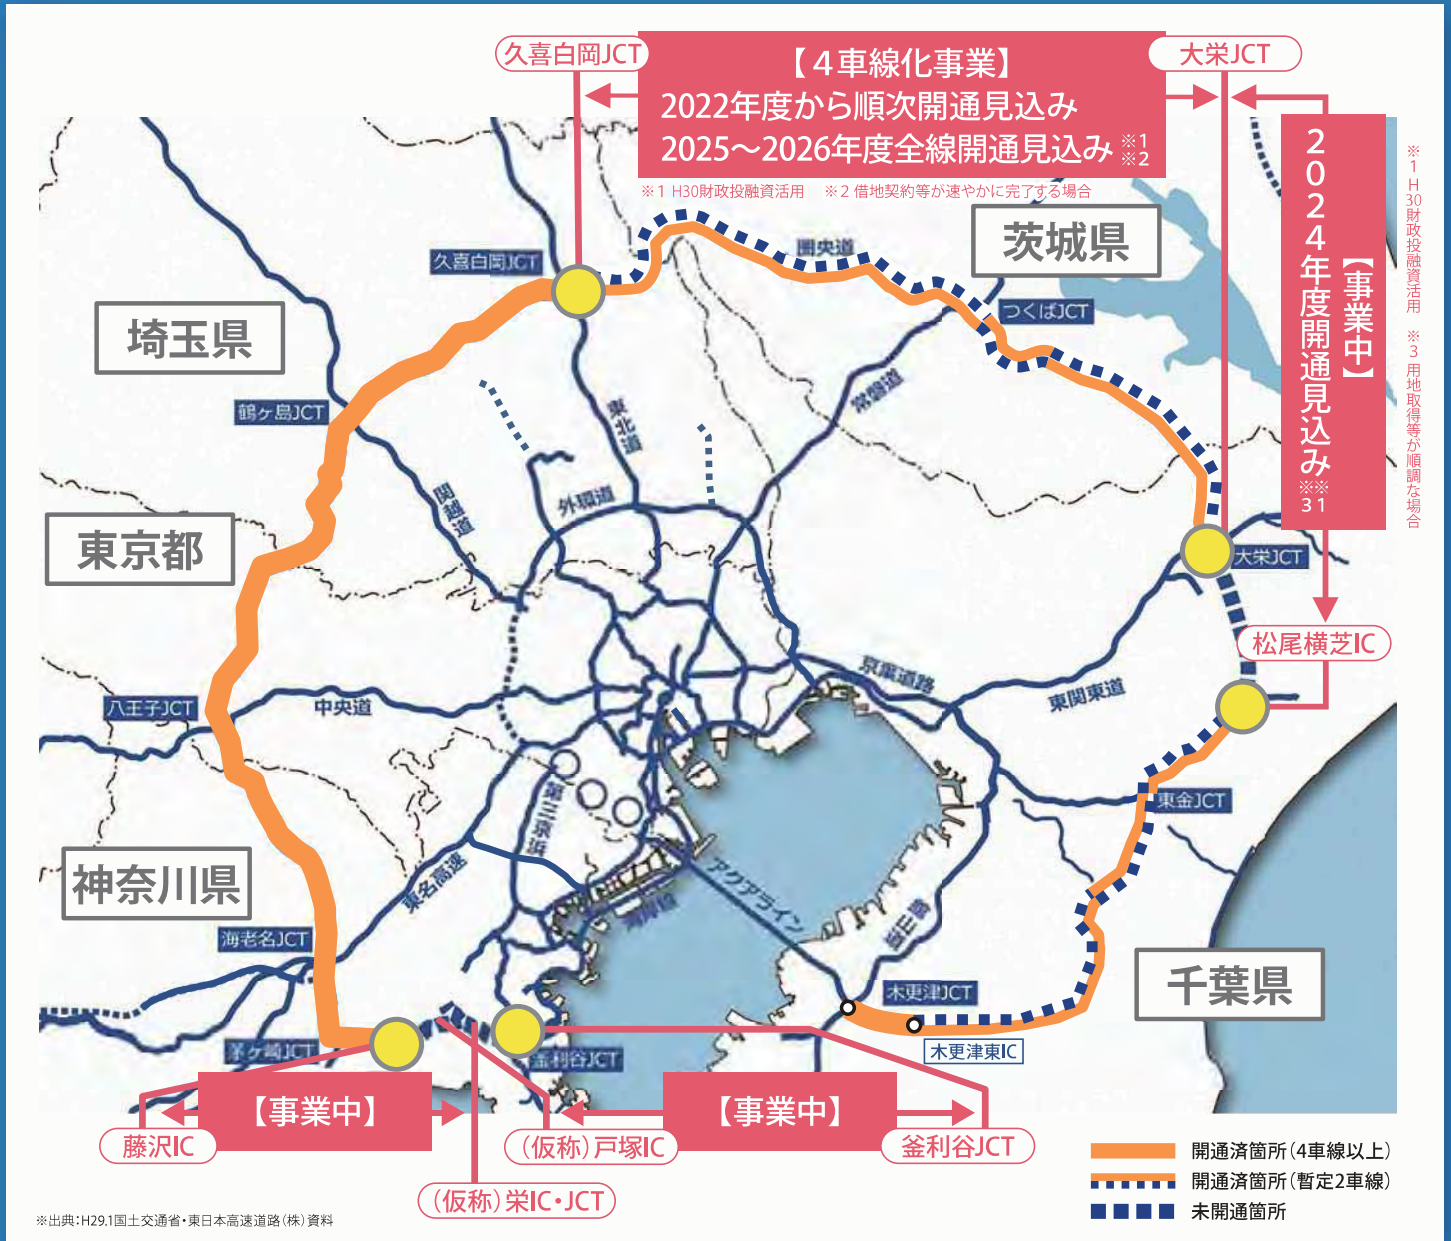 久喜白岡JCT
【４車線化事業】
2022年度から順次開通見込み
2025〜2026年度全線開通見込み ※1 ※2
大栄JCT
※１ H30財政投融資活用　※２ 借地契約等が速やかに完了する場合
【事業中】
2024年度開通見込み ※1 ※3
※１ H30財政投融資活用　※３ 用地取得等が順調な場合
茨城県
圏央道
久喜白岡JCT
つくばJCT
埼玉県
常磐道
鶴ヶ島JCT
東北道
関越道
外環道
東京都
大栄JCT
松尾横芝IC
京葉道路
東関東道
八王子JCT
中央道
第三京浜
東金JCT
神奈川県
東名高速
アクアライン
館山道
湾岸線
海老名JCT
千葉県
木更津JCT
木更津東IC
茅ヶ崎JCT
釜利谷JCT
【事業中】
【事業中】
藤沢IC
（仮称）戸塚IC
釜利谷JCT
（仮称）栄IC・JCT
開通済箇所（4車線以上）
開通済箇所（暫定2車線）
未開通箇所
※出典：H29.1国土交通省・東日本高速道路（株）資料